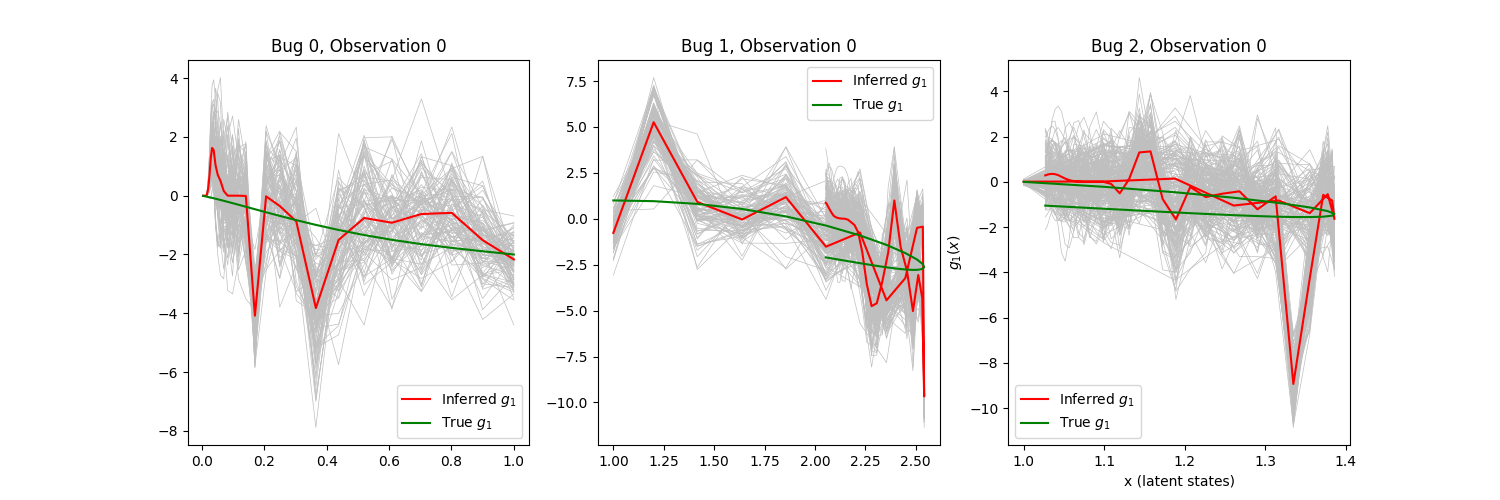 Bug 0, Observation 0
4
2
0
−2
−4
−6
−8
0.0 0.2 0.4 0.6 0.8 1.0
Inferred g₁
True g₁
Bug 1, Observation 0
7.5
5.0
2.5
0.0
−2.5
−5.0
−7.5
−10.0
1.00 1.25 1.50 1.75 2.00 2.25 2.50
Inferred g₁
True g₁
Bug 2, Observation 0
g₁(x)
4
2
0
−2
−4
−6
−8
−10
1.0 1.1 1.2 1.3 1.4
x (latent states)
Inferred g₁
True g₁